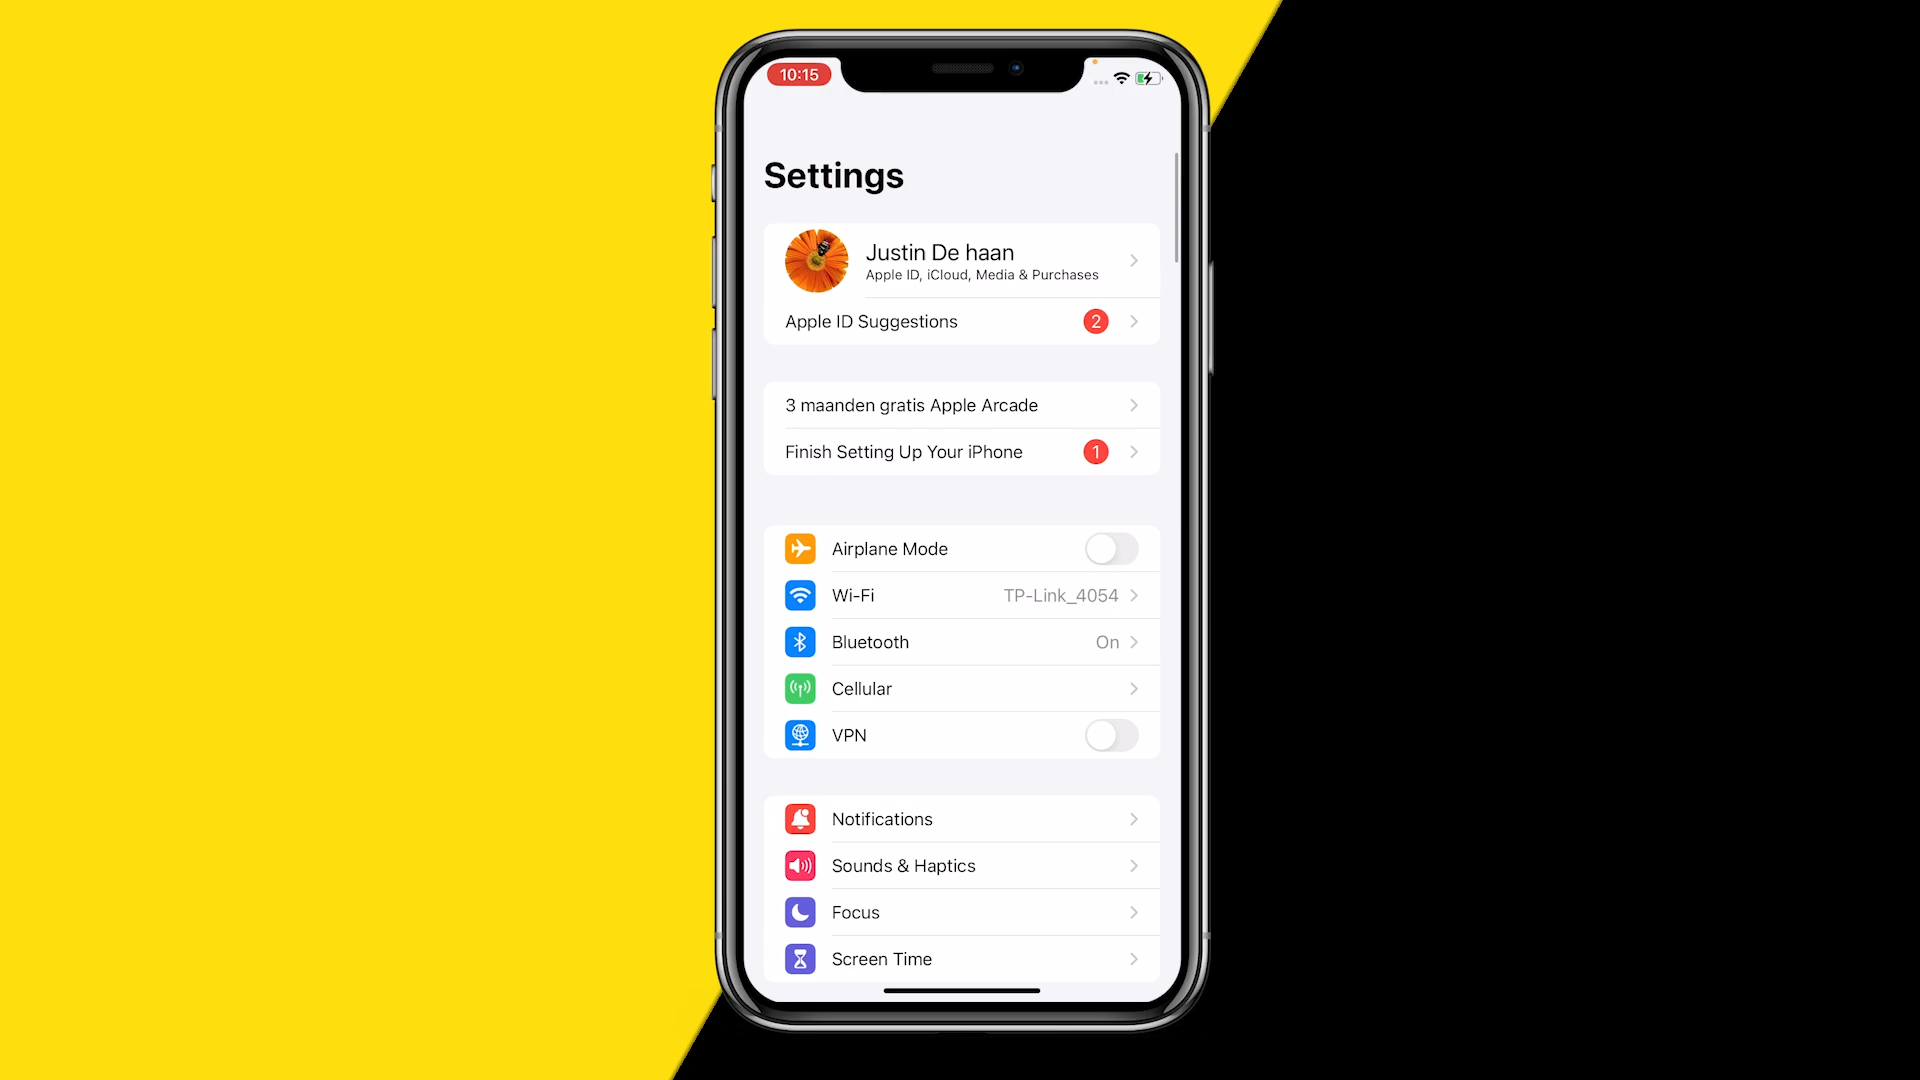 10:15
Settings
Justin De haan
Apple ID, iCloud, Media & Purchases
Apple ID Suggestions 2
3 maanden gratis Apple Arcade
Finish Setting Up Your iPhone 1
Airplane Mode
Wi-Fi TP-Link_4054
Bluetooth On
Cellular
VPN
Notifications
Sounds & Haptics
Focus
Screen Time